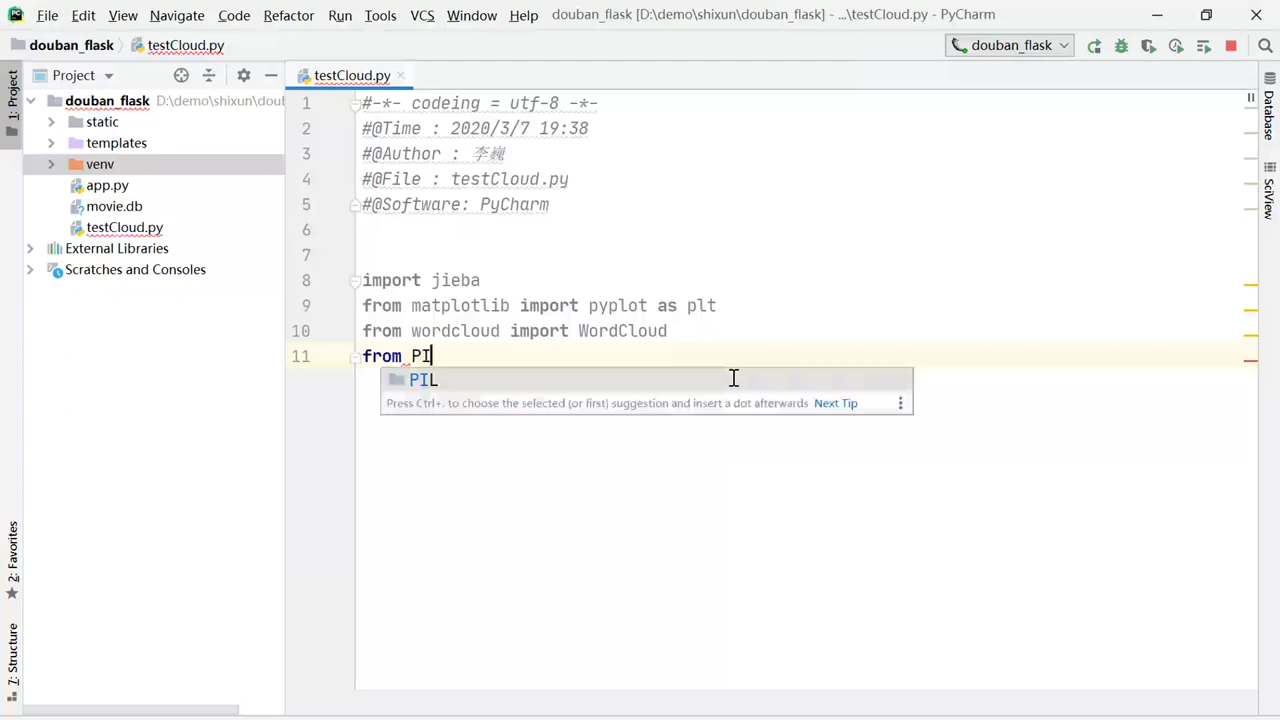 File Edit View Navigate Code Refactor Run Tools VCS Window Help douban_flask [D:\demo\shixun\douban_flask] - ...\testCloud.py - PyCharm
douban_flask testCloud.py douban_flask
1: Project
Project
testCloud.py
douban_flask D:\demo\shixun\dou
static
templates
venv
app.py
movie.db
testCloud.py
External Libraries
Scratches and Consoles
1 #-*- codeing = utf-8 -*-
2 #@Time : 2020/3/7 19:38
3 #@Author : 李巍
4 #@File : testCloud.py
5 #@Software: PyCharm
6
7
8 import jieba
9 from matplotlib import pyplot as plt
10 from wordcloud import WordCloud
11 from PI
PIL
Press Ctrl+. to choose the selected (or first) suggestion and insert a dot afterwards Next Tip
Database
SciView
2: Favorites
7: Structure